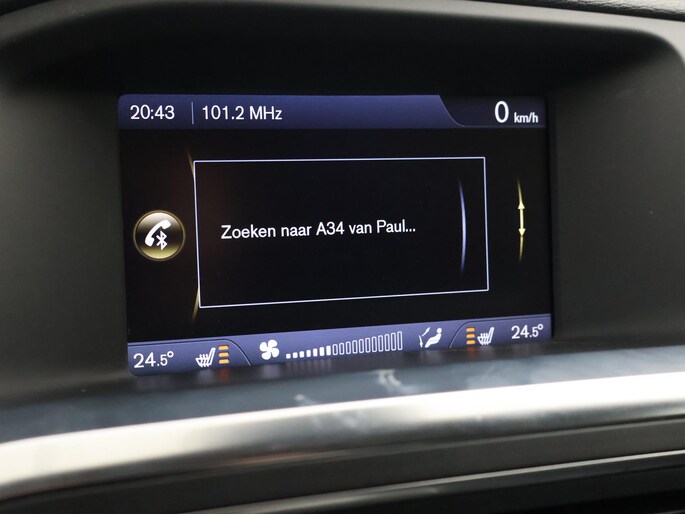 20:43 101.2 MHz 0 km/h
Zoeken naar A34 van Paul...
24.5° 24.5°